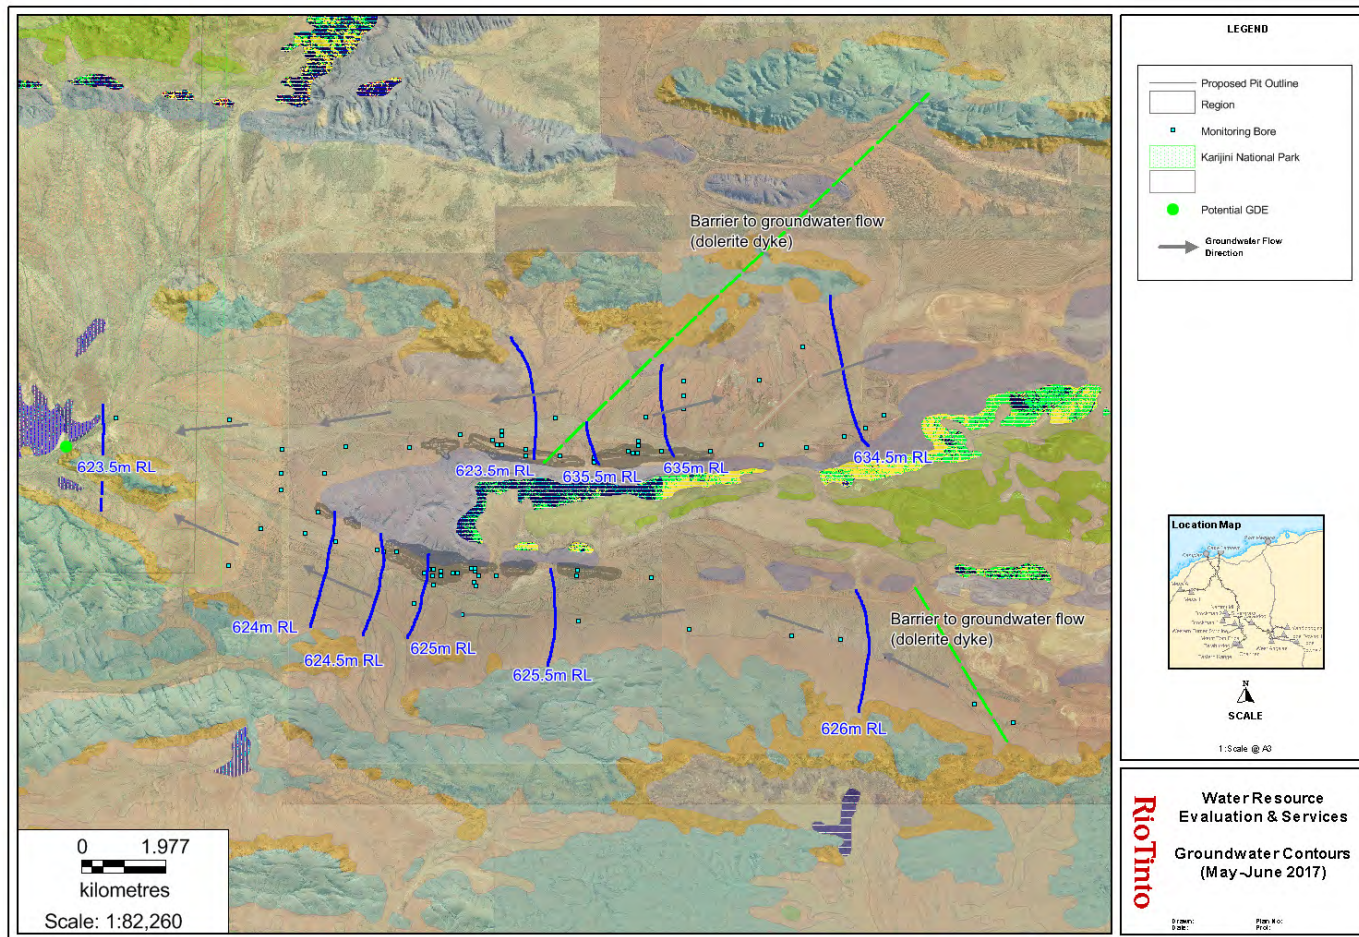 Barrier to groundwater flow
(dolerite dyke)
623.5m RL
623.5m RL
635.5m RL
635m RL
634.5m RL
624m RL
624.5m RL
625m RL
625.5m RL
626m RL
Barrier to groundwater flow
(dolerite dyke)
0 1.977
kilometres
Scale: 1:82,260
LEGEND
Proposed Pit Outline
Region
Monitoring Bore
Karijini National Park
Potential GDE
Groundwater Flow
Direction
Location Map
N
SCALE
1:Scale @ A3
RioTinto
Water Resource
Evaluation & Services
Groundwater Contours
(May-June 2017)
Drawn:
Date:
Plan No:
Proj: